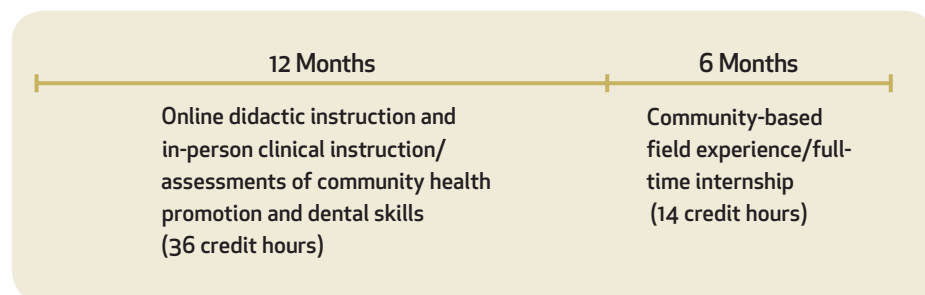 12 Months
6 Months
Online didactic instruction and
in-person clinical instruction/
assessments of community health
promotion and dental skills
(36 credit hours)
Community-based
field experience/full-
time internship
(14 credit hours)